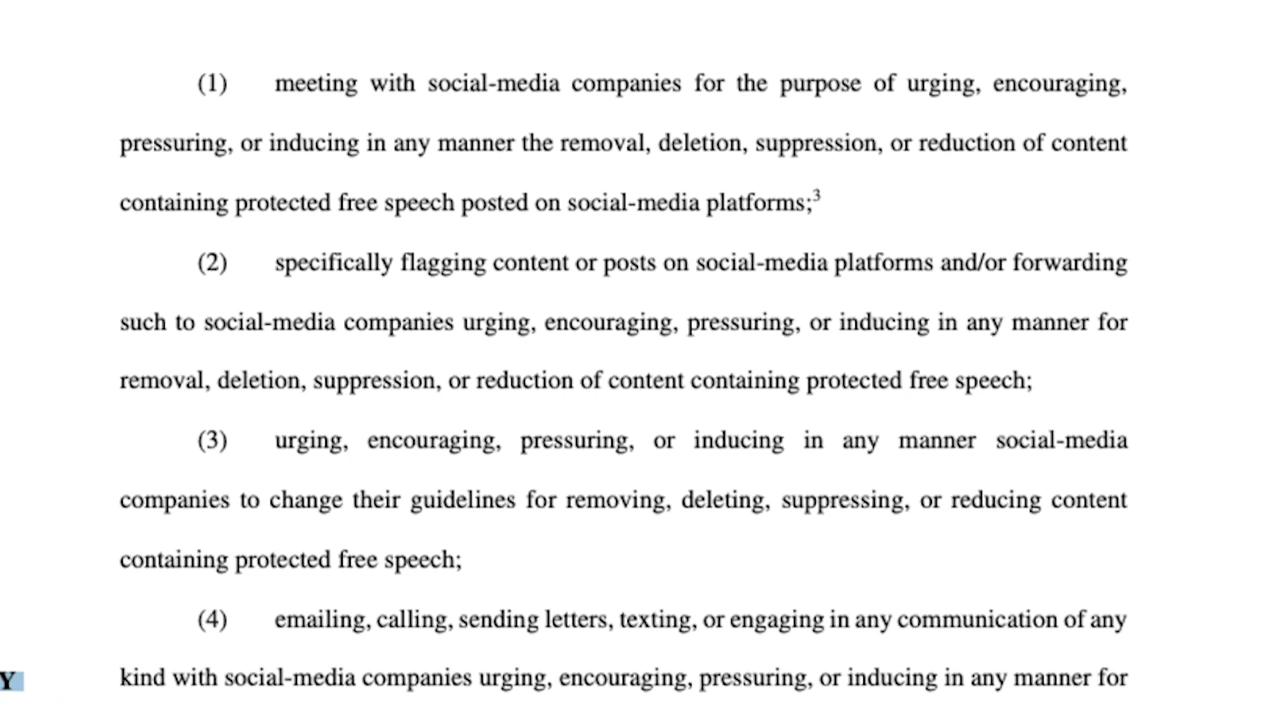 (1) meeting with social-media companies for the purpose of urging, encouraging,
pressuring, or inducing in any manner the removal, deletion, suppression, or reduction of content
containing protected free speech posted on social-media platforms;3
(2) specifically flagging content or posts on social-media platforms and/or forwarding
such to social-media companies urging, encouraging, pressuring, or inducing in any manner for
removal, deletion, suppression, or reduction of content containing protected free speech;
(3) urging, encouraging, pressuring, or inducing in any manner social-media
companies to change their guidelines for removing, deleting, suppressing, or reducing content
containing protected free speech;
(4) emailing, calling, sending letters, texting, or engaging in any communication of any
Y
kind with social-media companies urging, encouraging, pressuring, or inducing in any manner for